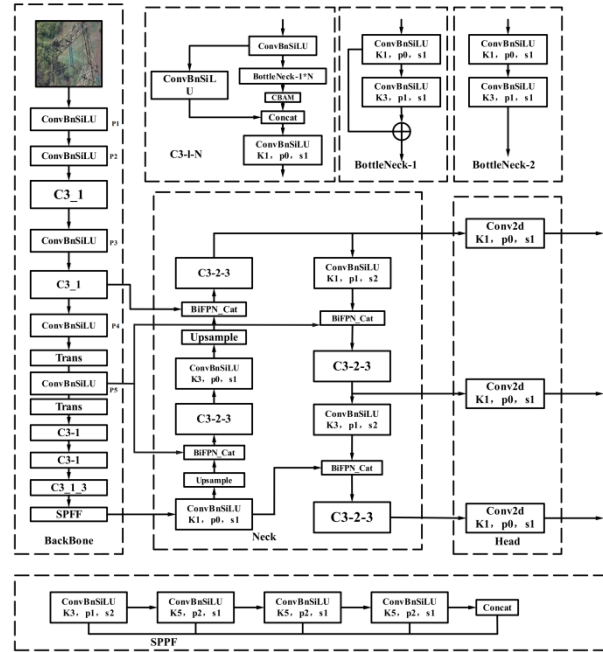 ConvBnSiLU
P1
ConvBnSiLU
P2
C3_1
ConvBnSiLU
P3
C3_1
ConvBnSiLU
P4
Trans
ConvBnSiLU
P5
Trans
C3-1
C3-1
C3_1_3
SPFF
BackBone
ConvBnSiLU
ConvBnSiL
U
BottleNeck-1*N
CBAM
Concat
ConvBnSiLU
K1, p0, s1
C3-1-N
ConvBnSiLU
K1, p0, s1
ConvBnSiLU
K3, p1, s1
BottleNeck-1
ConvBnSiLU
K1, p0, s1
ConvBnSiLU
K3, p1, s1
BottleNeck-2
C3-2-3
BiFPN_Cat
Upsample
ConvBnSiLU
K3, p0, s1
C3-2-3
BiFPN_Cat
Upsample
ConvBnSiLU
K1, p0, s1
ConvBnSiLU
K1, p1, s2
BiFPN_Cat
C3-2-3
ConvBnSiLU
K3, p1, s2
BiFPN_Cat
C3-2-3
Neck
Conv2d
K1, p0, s1
Conv2d
K1, p0, s1
Conv2d
K1, p0, s1
Head
ConvBnSiLU
K3, p1, s2
ConvBnSiLU
K5, p2, s1
ConvBnSiLU
K5, p2, s1
ConvBnSiLU
K5, p2, s1
Concat
SPPF